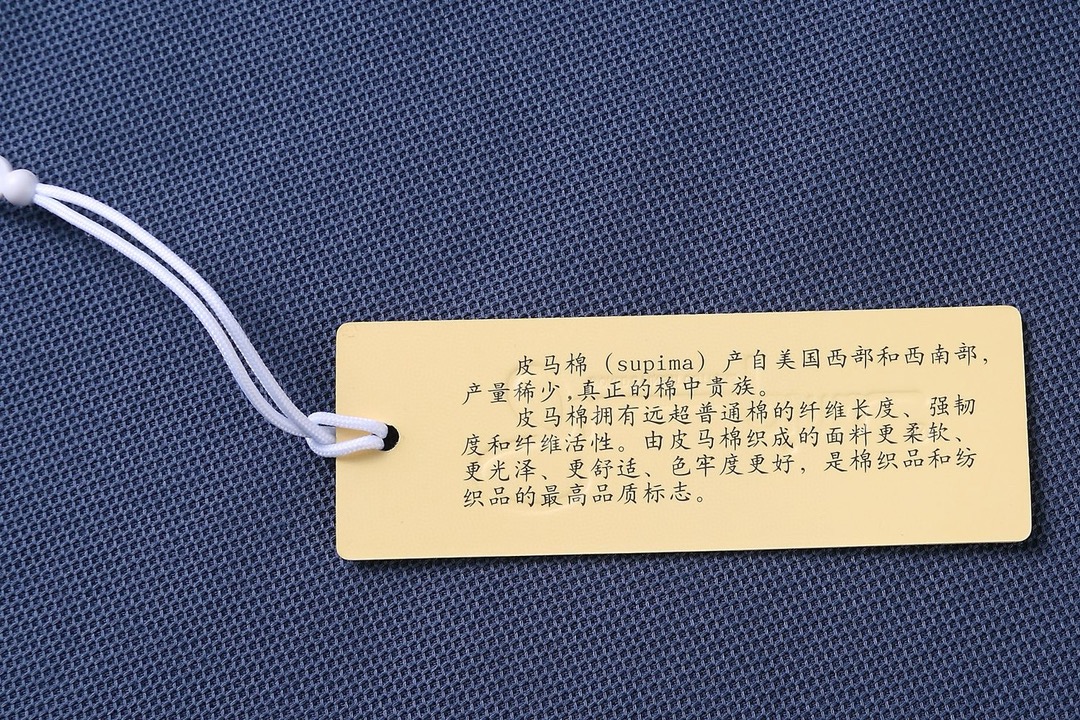 皮马棉（supima）产自美国西部和西南部，
产量稀少,真正的棉中贵族。
皮马棉拥有远超普通棉的纤维长度、强韧
度和纤维活性。由皮马棉织成的面料更柔软、
更光泽、更舒适、色牢度更好，是棉织品和纺
织品的最高品质标志。